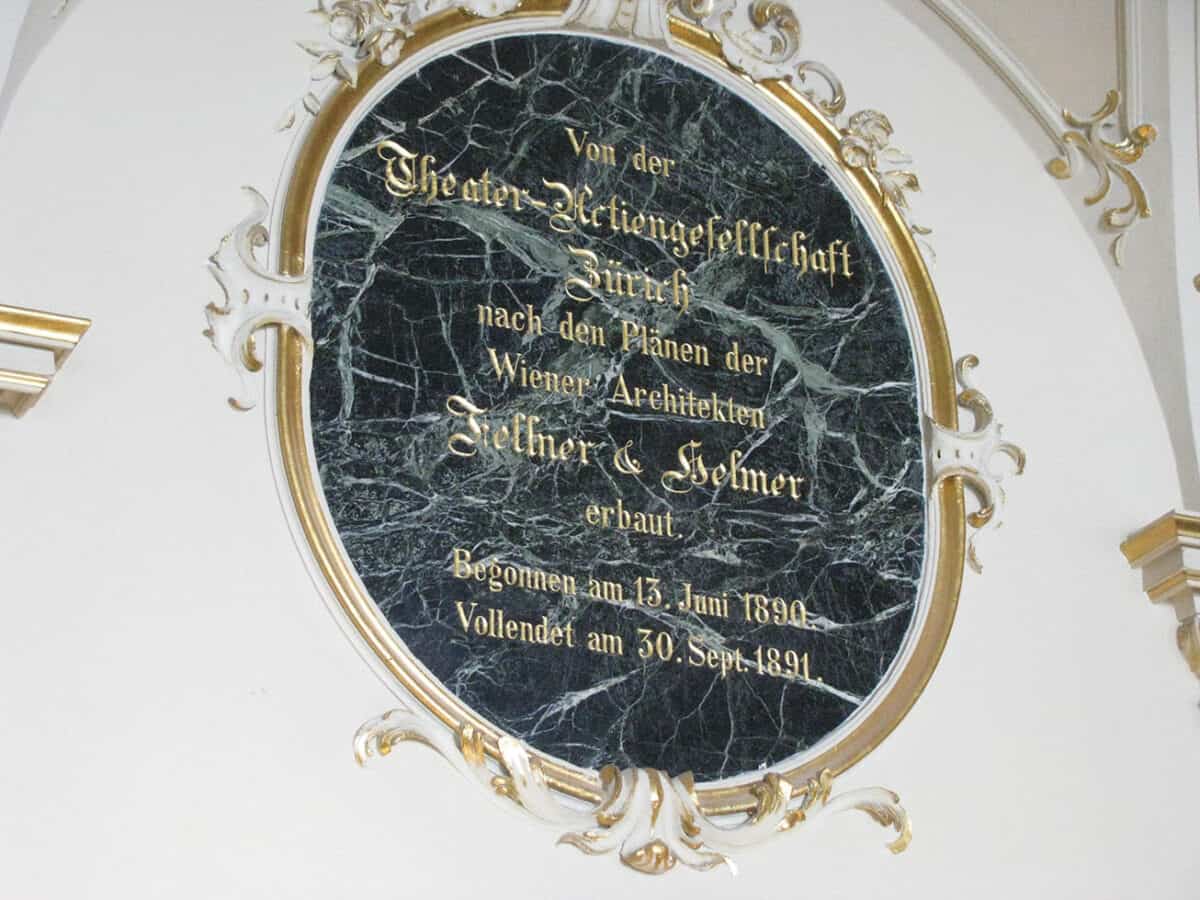 Von der
Theater-Actiengesellschaft
Zürich
nach den Plänen der
Wiener Architekten
Fellner & Helmer
erbaut.
Begonnen am 13. Juni 1890.
Vollendet am 30. Sept. 1891.